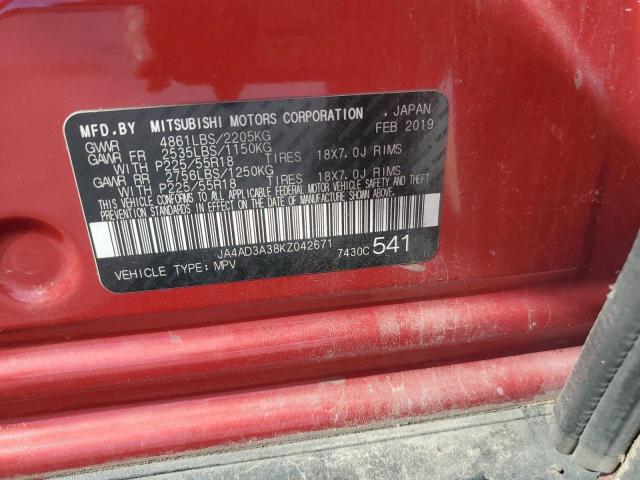 MFD.BY MITSUBISHI MOTORS CORPORATION , JAPAN
GVWR 4861LBS/2205KG FEB 2019
GAWR FR 2535LBS/1150KG
WITH P225/55R18 TIRES 18X7.0J RIMS
GAWR RR 2756LBS/1250KG
WITH P225/55R18 TIRES 18X7.0J RIMS
THIS VEHICLE CONFORMS TO ALL APPLICABLE FEDERAL MOTOR VEHICLE SAFETY AND THEFT
PREVENTION STANDARDS IN EFFECT ON THE DATE OF MANUFACTURE SHOWN ABOVE.
JA4AD3A38KZ042671 7430C 541
VEHICLE TYPE: MPV